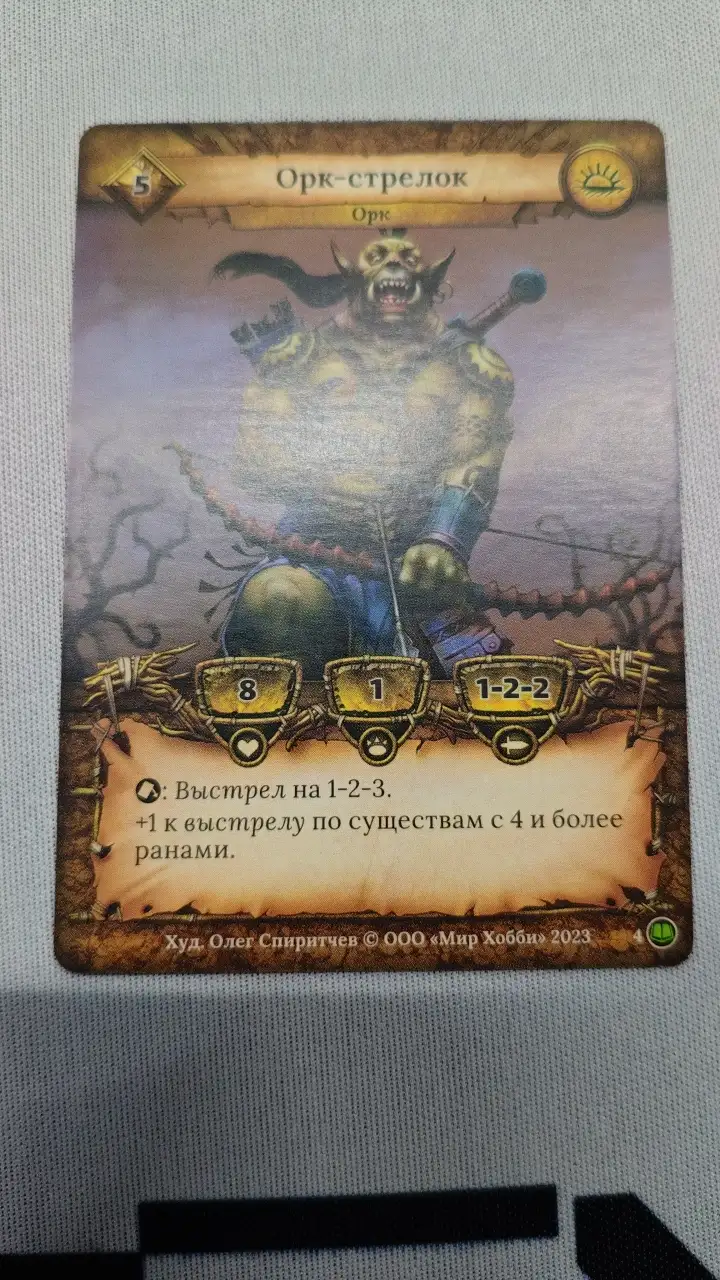 5
Орк-стрелок
Орк
8 1 1-2-2
: Выстрел на 1-2-3.
+1 к выстрелу по существам с 4 и более
ранами.
Худ. Олег Спиритчев © ООО «Мир Хобби» 2023 4